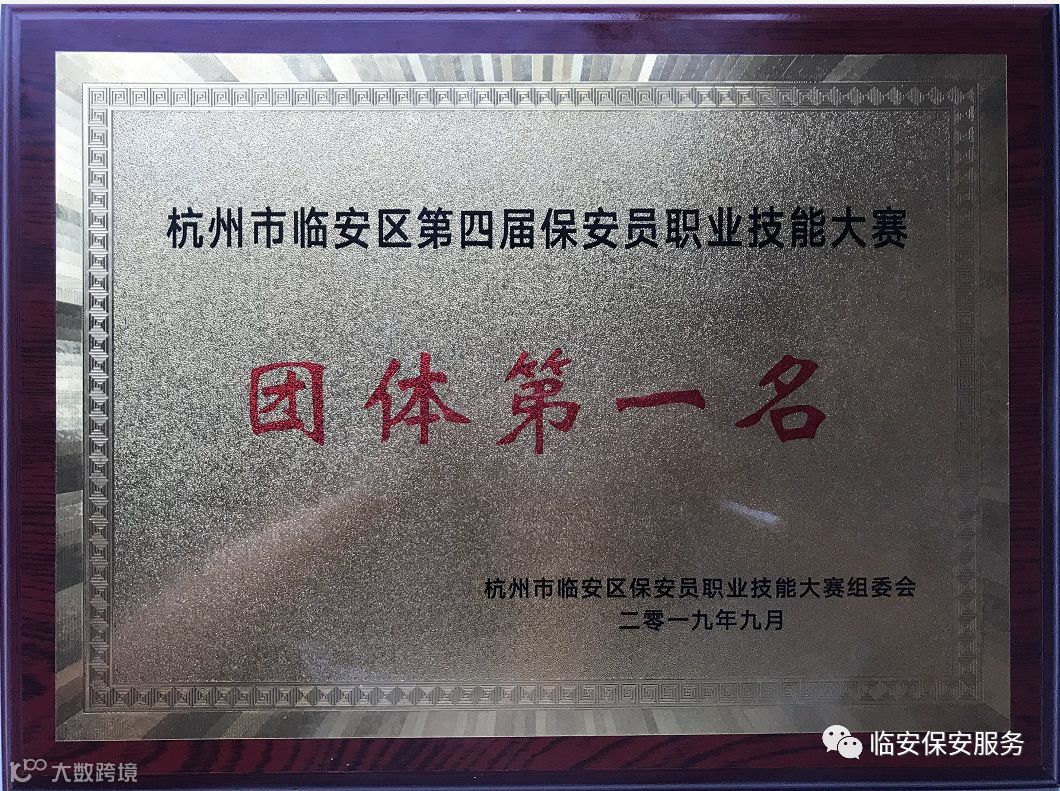 杭州市临安区第四届保安员职业技能大赛
团体第一名
杭州市临安区保安员职业技能大赛组委会
二零一九年九月
临安保安服务
大数跨境